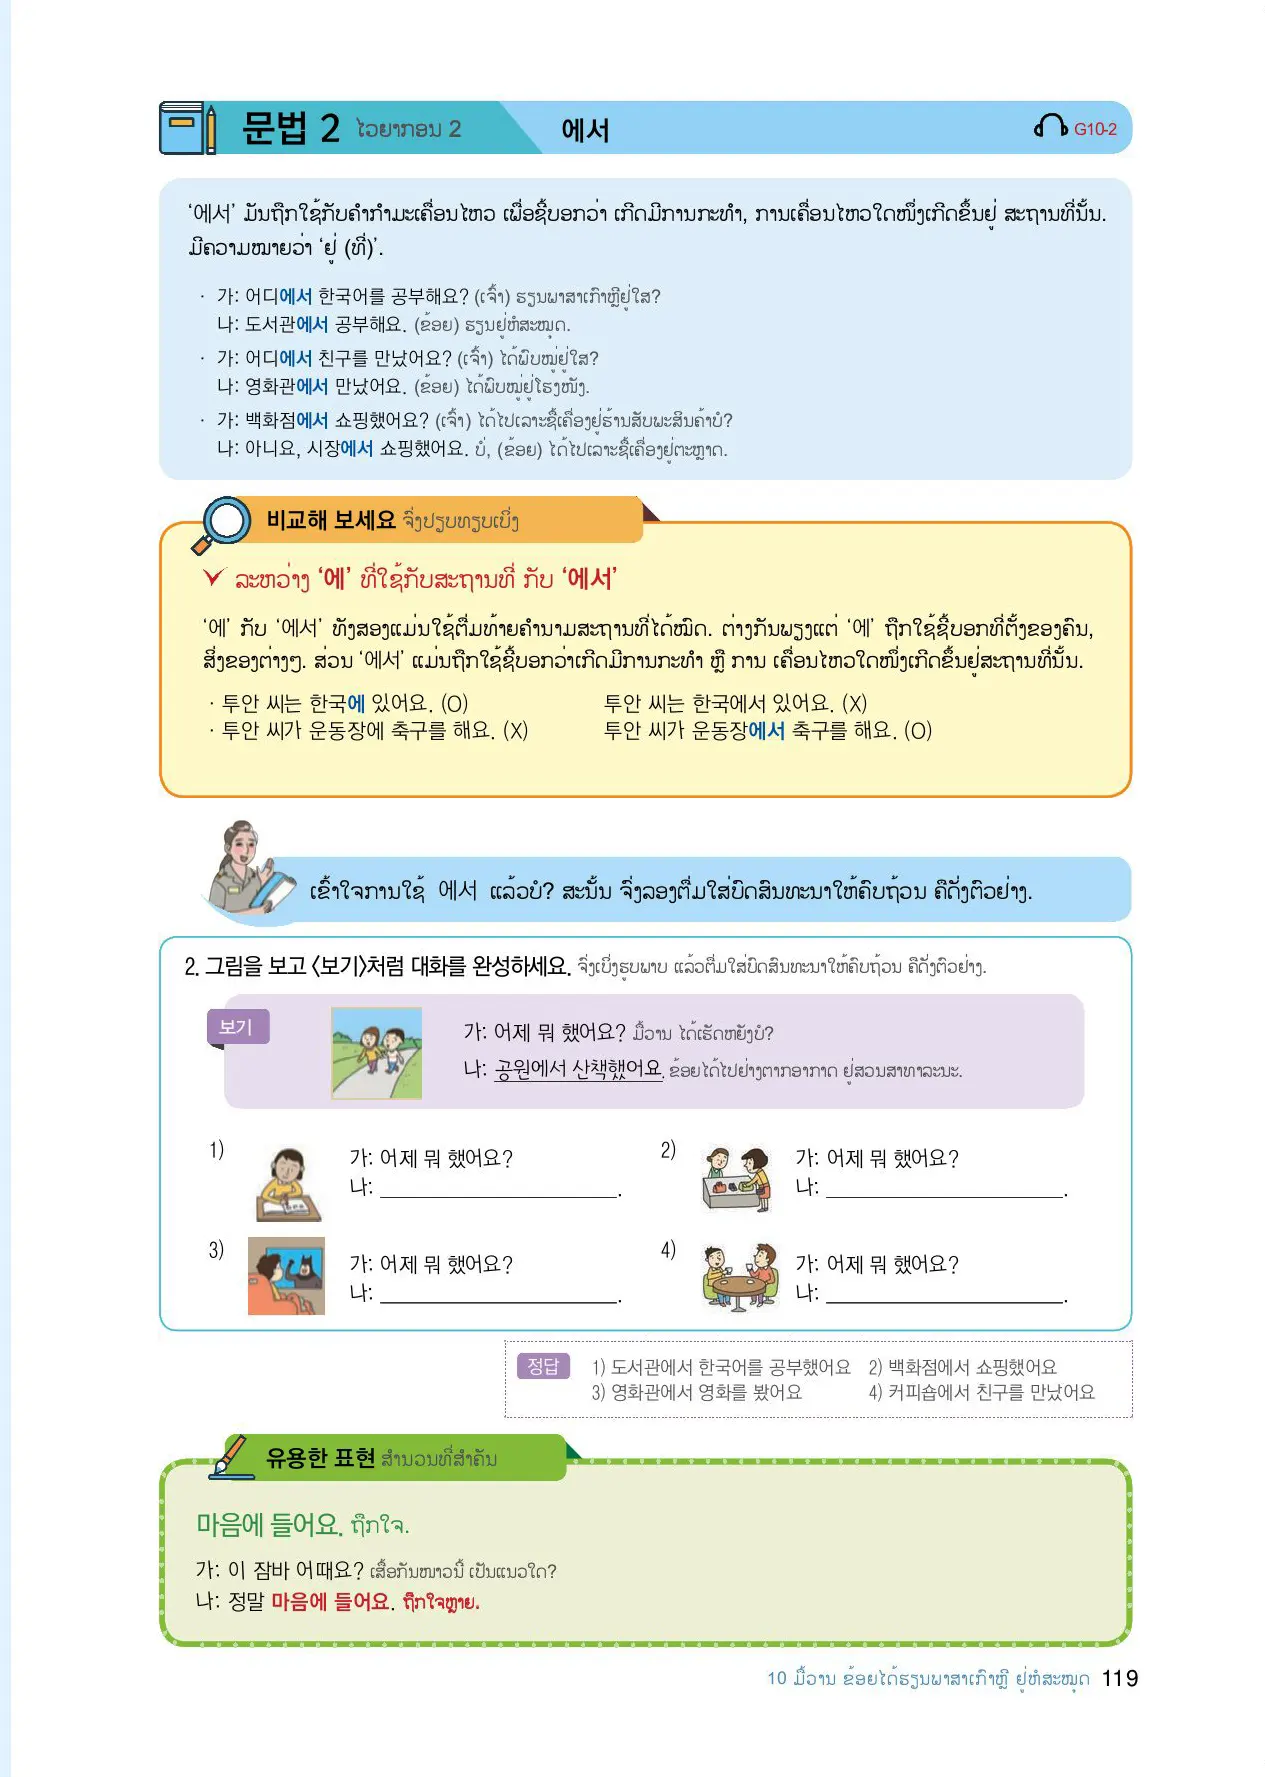 문법 2 ໄວຍາກອນ 2 에서 G10-2
‘에서’ ມັນຖືກໃຊ້ກັບຄຳກຳມະເຄື່ອນໄຫວ ເພື່ອຊີ້ບອກວ່າ ເກີດມີການກະທຳ, ການເຄື່ອນໄຫວໃດໜຶ່ງເກີດຂຶ້ນຢູ່ ສະຖານທີ່ນັ້ນ.
ມີຄວາມໝາຍວ່າ ‘ຢູ່ (ທີ່)’.
· 가: 어디에서 한국어를 공부해요? (ເຈົ້າ) ຮຽນພາສາເກົາຫຼີຢູ່ໃສ?
나: 도서관에서 공부해요. (ຂ້ອຍ) ຮຽນຢູ່ຫໍສະໝຸດ.
· 가: 어디에서 친구를 만났어요? (ເຈົ້າ) ໄດ້ພົບໝູ່ຢູ່ໃສ?
나: 영화관에서 만났어요. (ຂ້ອຍ) ໄດ້ພົບໝູ່ຢູ່ໂຮງໜັງ.
· 가: 백화점에서 쇼핑했어요? (ເຈົ້າ) ໄດ້ໄປເລາະຊື້ເຄື່ອງຢູ່ຮ້ານສັບພະສິນຄ້າບໍ?
나: 아니요, 시장에서 쇼핑했어요. ບໍ່, (ຂ້ອຍ) ໄດ້ໄປເລາະຊື້ເຄື່ອງຢູ່ຕະຫຼາດ.
비교해 보세요 ຈົ່ງປຽບທຽບເບິ່ງ
ລະຫວ່າງ ‘에’ ທີ່ໃຊ້ກັບສະຖານທີ່ ກັບ ‘에서’
‘에’ ກັບ ‘에서’ ທັງສອງແມ່ນໃຊ້ຕື່ມທ້າຍຄຳນາມສະຖານທີ່ໄດ້ໝົດ. ຕ່າງກັນພຽງແຕ່ ‘에’ ຖືກໃຊ້ຊີ້ບອກທີ່ຕັ້ງຂອງຄົນ,
ສິ່ງຂອງຕ່າງໆ. ສ່ວນ ‘에서’ ແມ່ນຖືກໃຊ້ຊີ້ບອກວ່າເກີດມີການກະທຳ ຫຼື ການ ເຄື່ອນໄຫວໃດໜຶ່ງເກີດຂຶ້ນຢູ່ສະຖານທີ່ນັ້ນ.
· 투안 씨는 한국에 있어요. (O) 투안 씨는 한국에서 있어요. (X)
· 투안 씨가 운동장에 축구를 해요. (X) 투안 씨가 운동장에서 축구를 해요. (O)
ເຂົ້າໃຈການໃຊ້ 에서 ແລ້ວບໍ? ສະນັ້ນ ຈົ່ງລອງຕື່ມໃສ່ບົດສົນທະນາໃຫ້ຄົບຖ້ວນ ຄືດັ່ງຕົວຢ່າງ.
2. 그림을 보고 〈보기〉처럼 대화를 완성하세요. ຈົ່ງເບິ່ງຮູບພາບ ແລ້ວຕື່ມໃສ່ບົດສົນທະນາໃຫ້ຄົບຖ້ວນ ຄືດັ່ງຕົວຢ່າງ.
보기
가: 어제 뭐 했어요? ມື້ວານ ໄດ້ເຮັດຫຍັງບໍ?
나: 공원에서 산책했어요. ຂ້ອຍໄດ້ໄປຢ່າງຕາກອາກາດ ຢູ່ສວນສາທາລະນະ.
1) 가: 어제 뭐 했어요?
나: ____________.
2) 가: 어제 뭐 했어요?
나: ____________.
3) 가: 어제 뭐 했어요?
나: ____________.
4) 가: 어제 뭐 했어요?
나: ____________.
정답 1) 도서관에서 한국어를 공부했어요 2) 백화점에서 쇼핑했어요
3) 영화관에서 영화를 봤어요 4) 커피숍에서 친구를 만났어요
유용한 표현 ສຳນວນທີ່ສຳຄັນ
마음에 들어요. ຖືກໃຈ.
가: 이 잠바 어때요? ເສື້ອກັນໜາວນີ້ ເປັນແນວໃດ?
나: 정말 마음에 들어요. ຖືກໃຈຫຼາຍ.
10 ມື້ວານ ຂ້ອຍໄດ້ຮຽນພາສາເກົາຫຼີ ຢູ່ຫໍສະໝຸດ 119